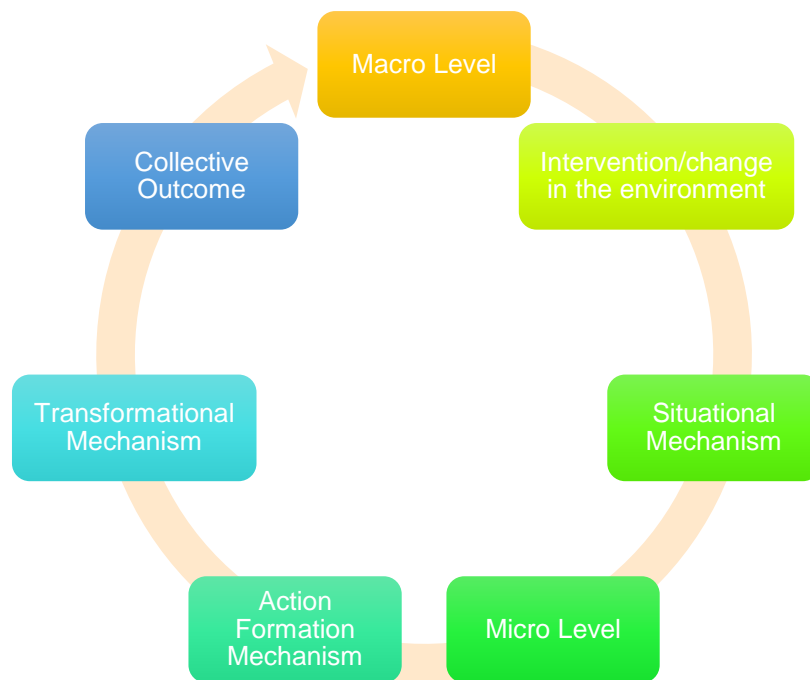 Macro Level
Intervention/change
in the environment
Situational
Mechanism
Micro Level
Action
Formation
Mechanism
Transformational
Mechanism
Collective
Outcome